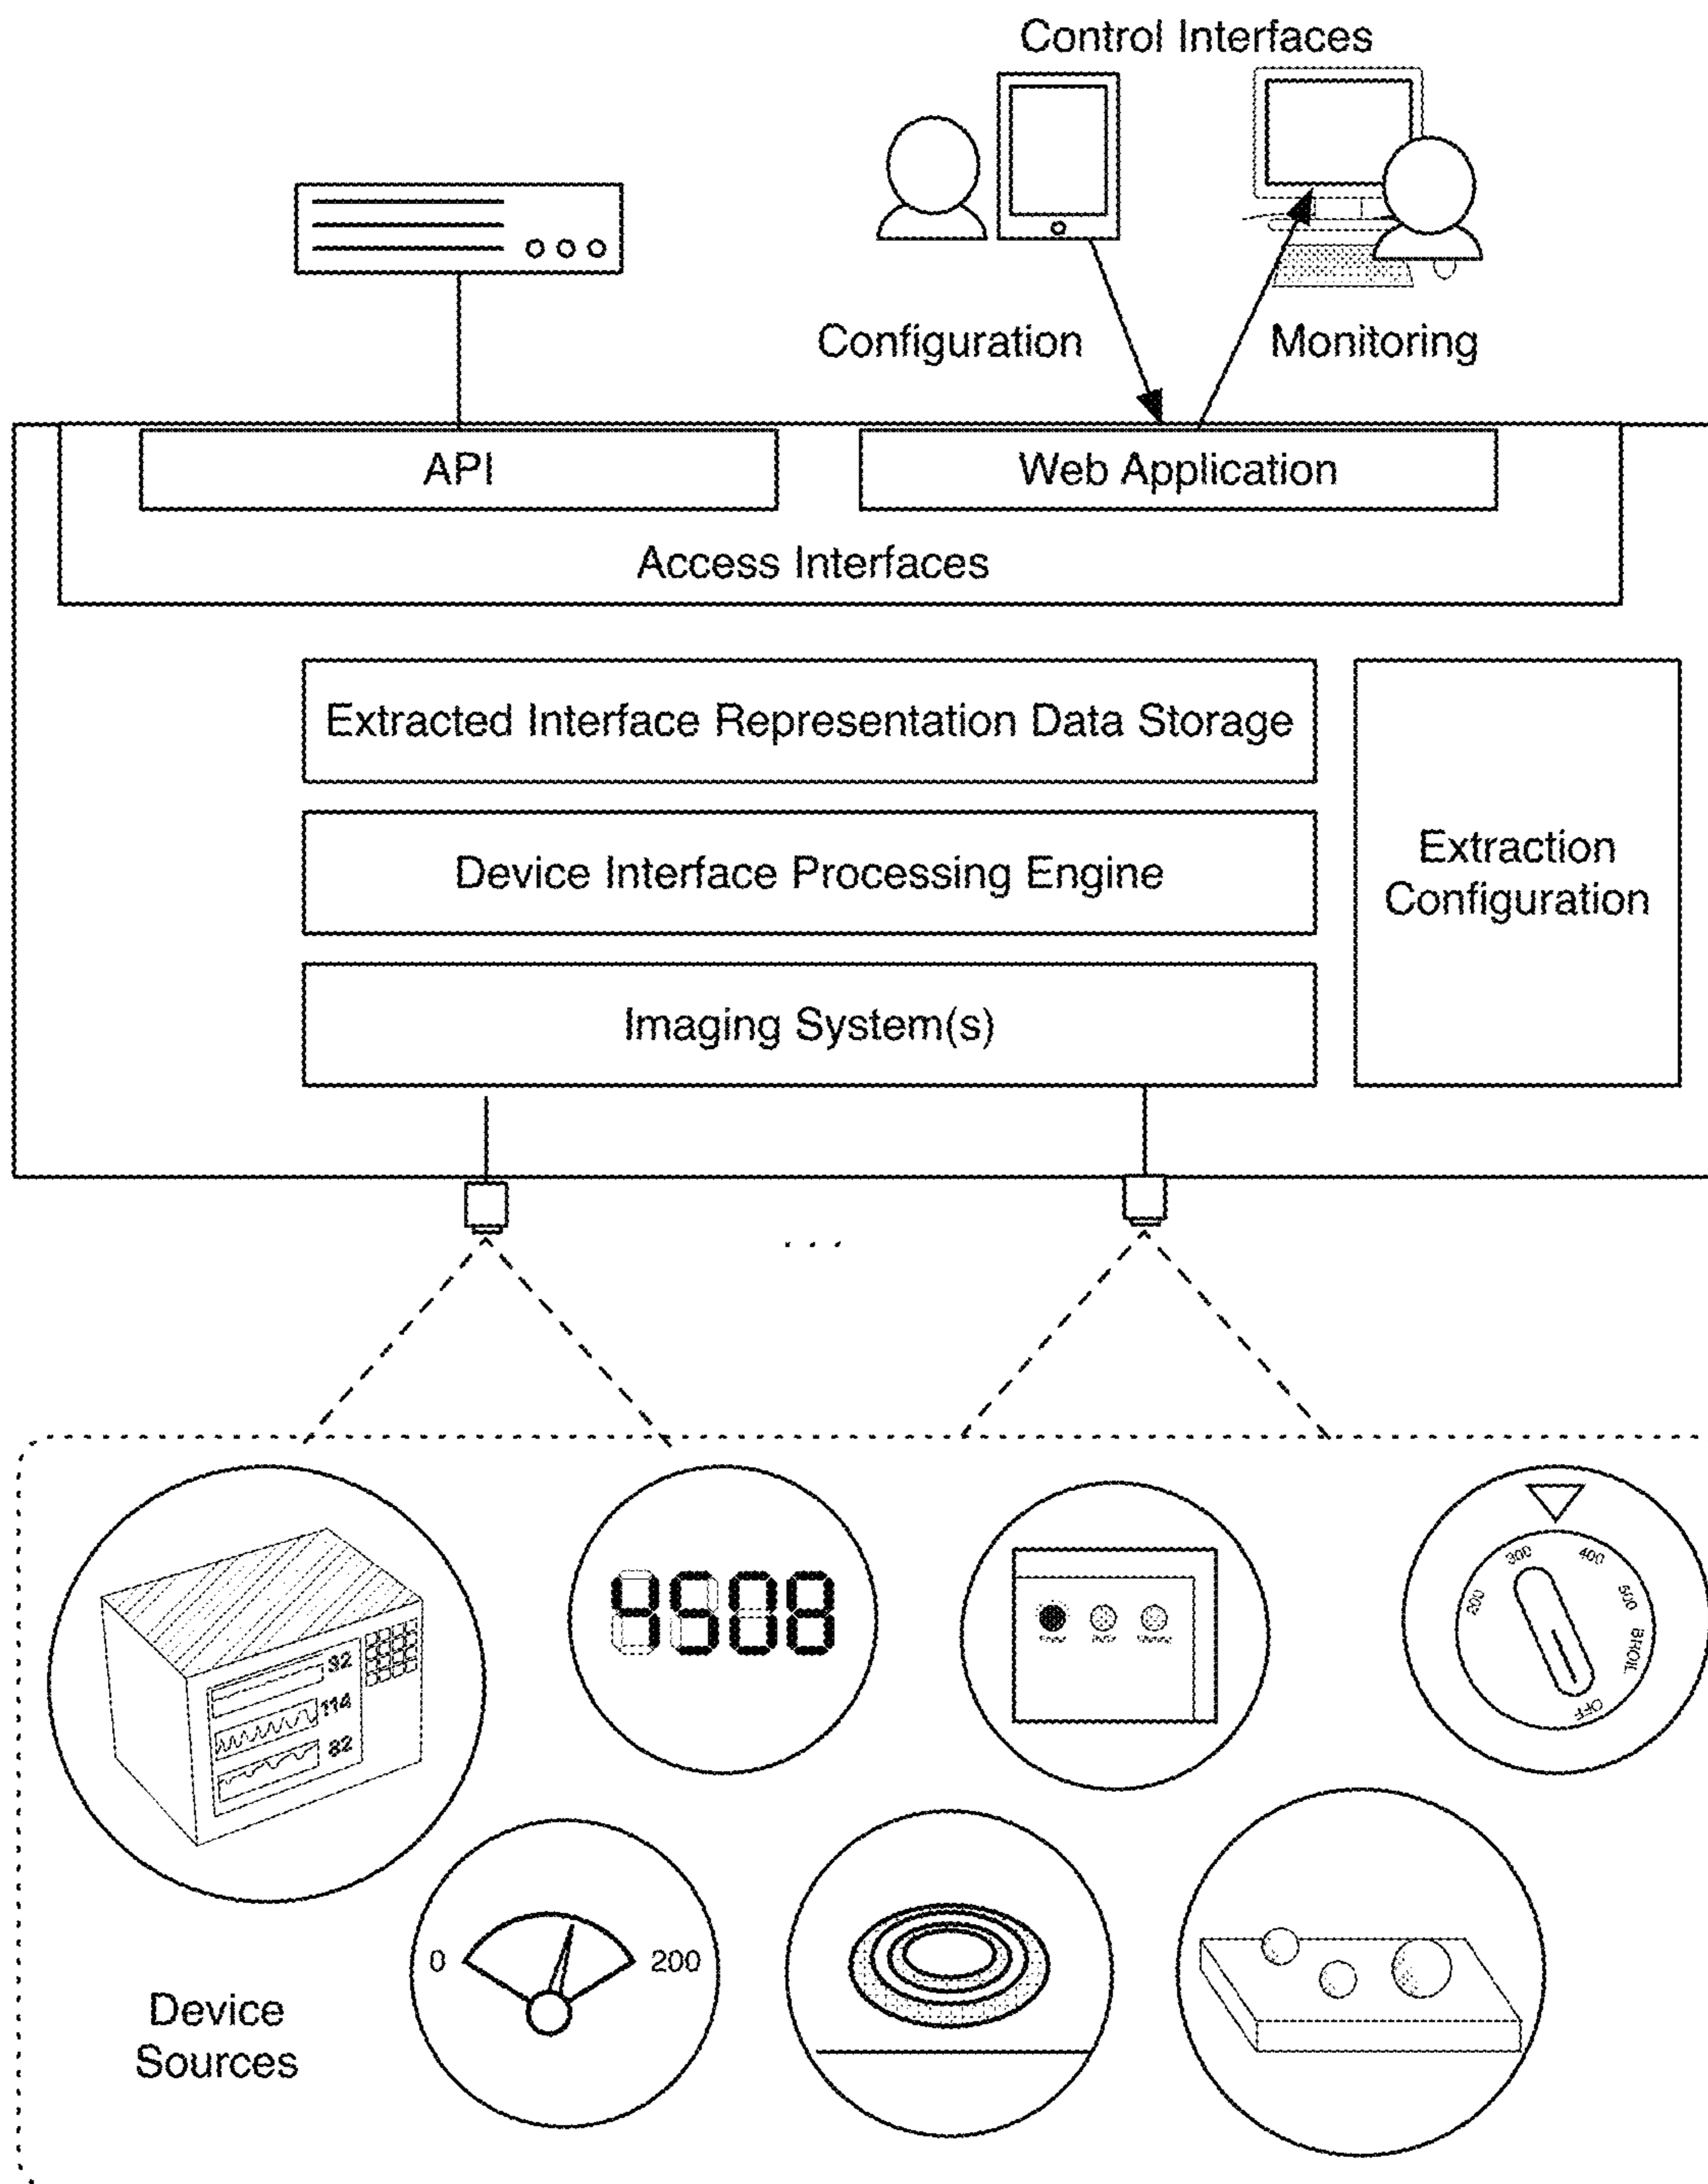 Control Interfaces
Configuration
Monitoring
API
Web Application
Access Interfaces
Extracted Interface Representation Data Storage
Device Interface Processing Engine
Extraction
Configuration
Imaging System(s)
...
32
114
82
4508
200
300
400
500
BROIL
OFF
0
200
Device
Sources